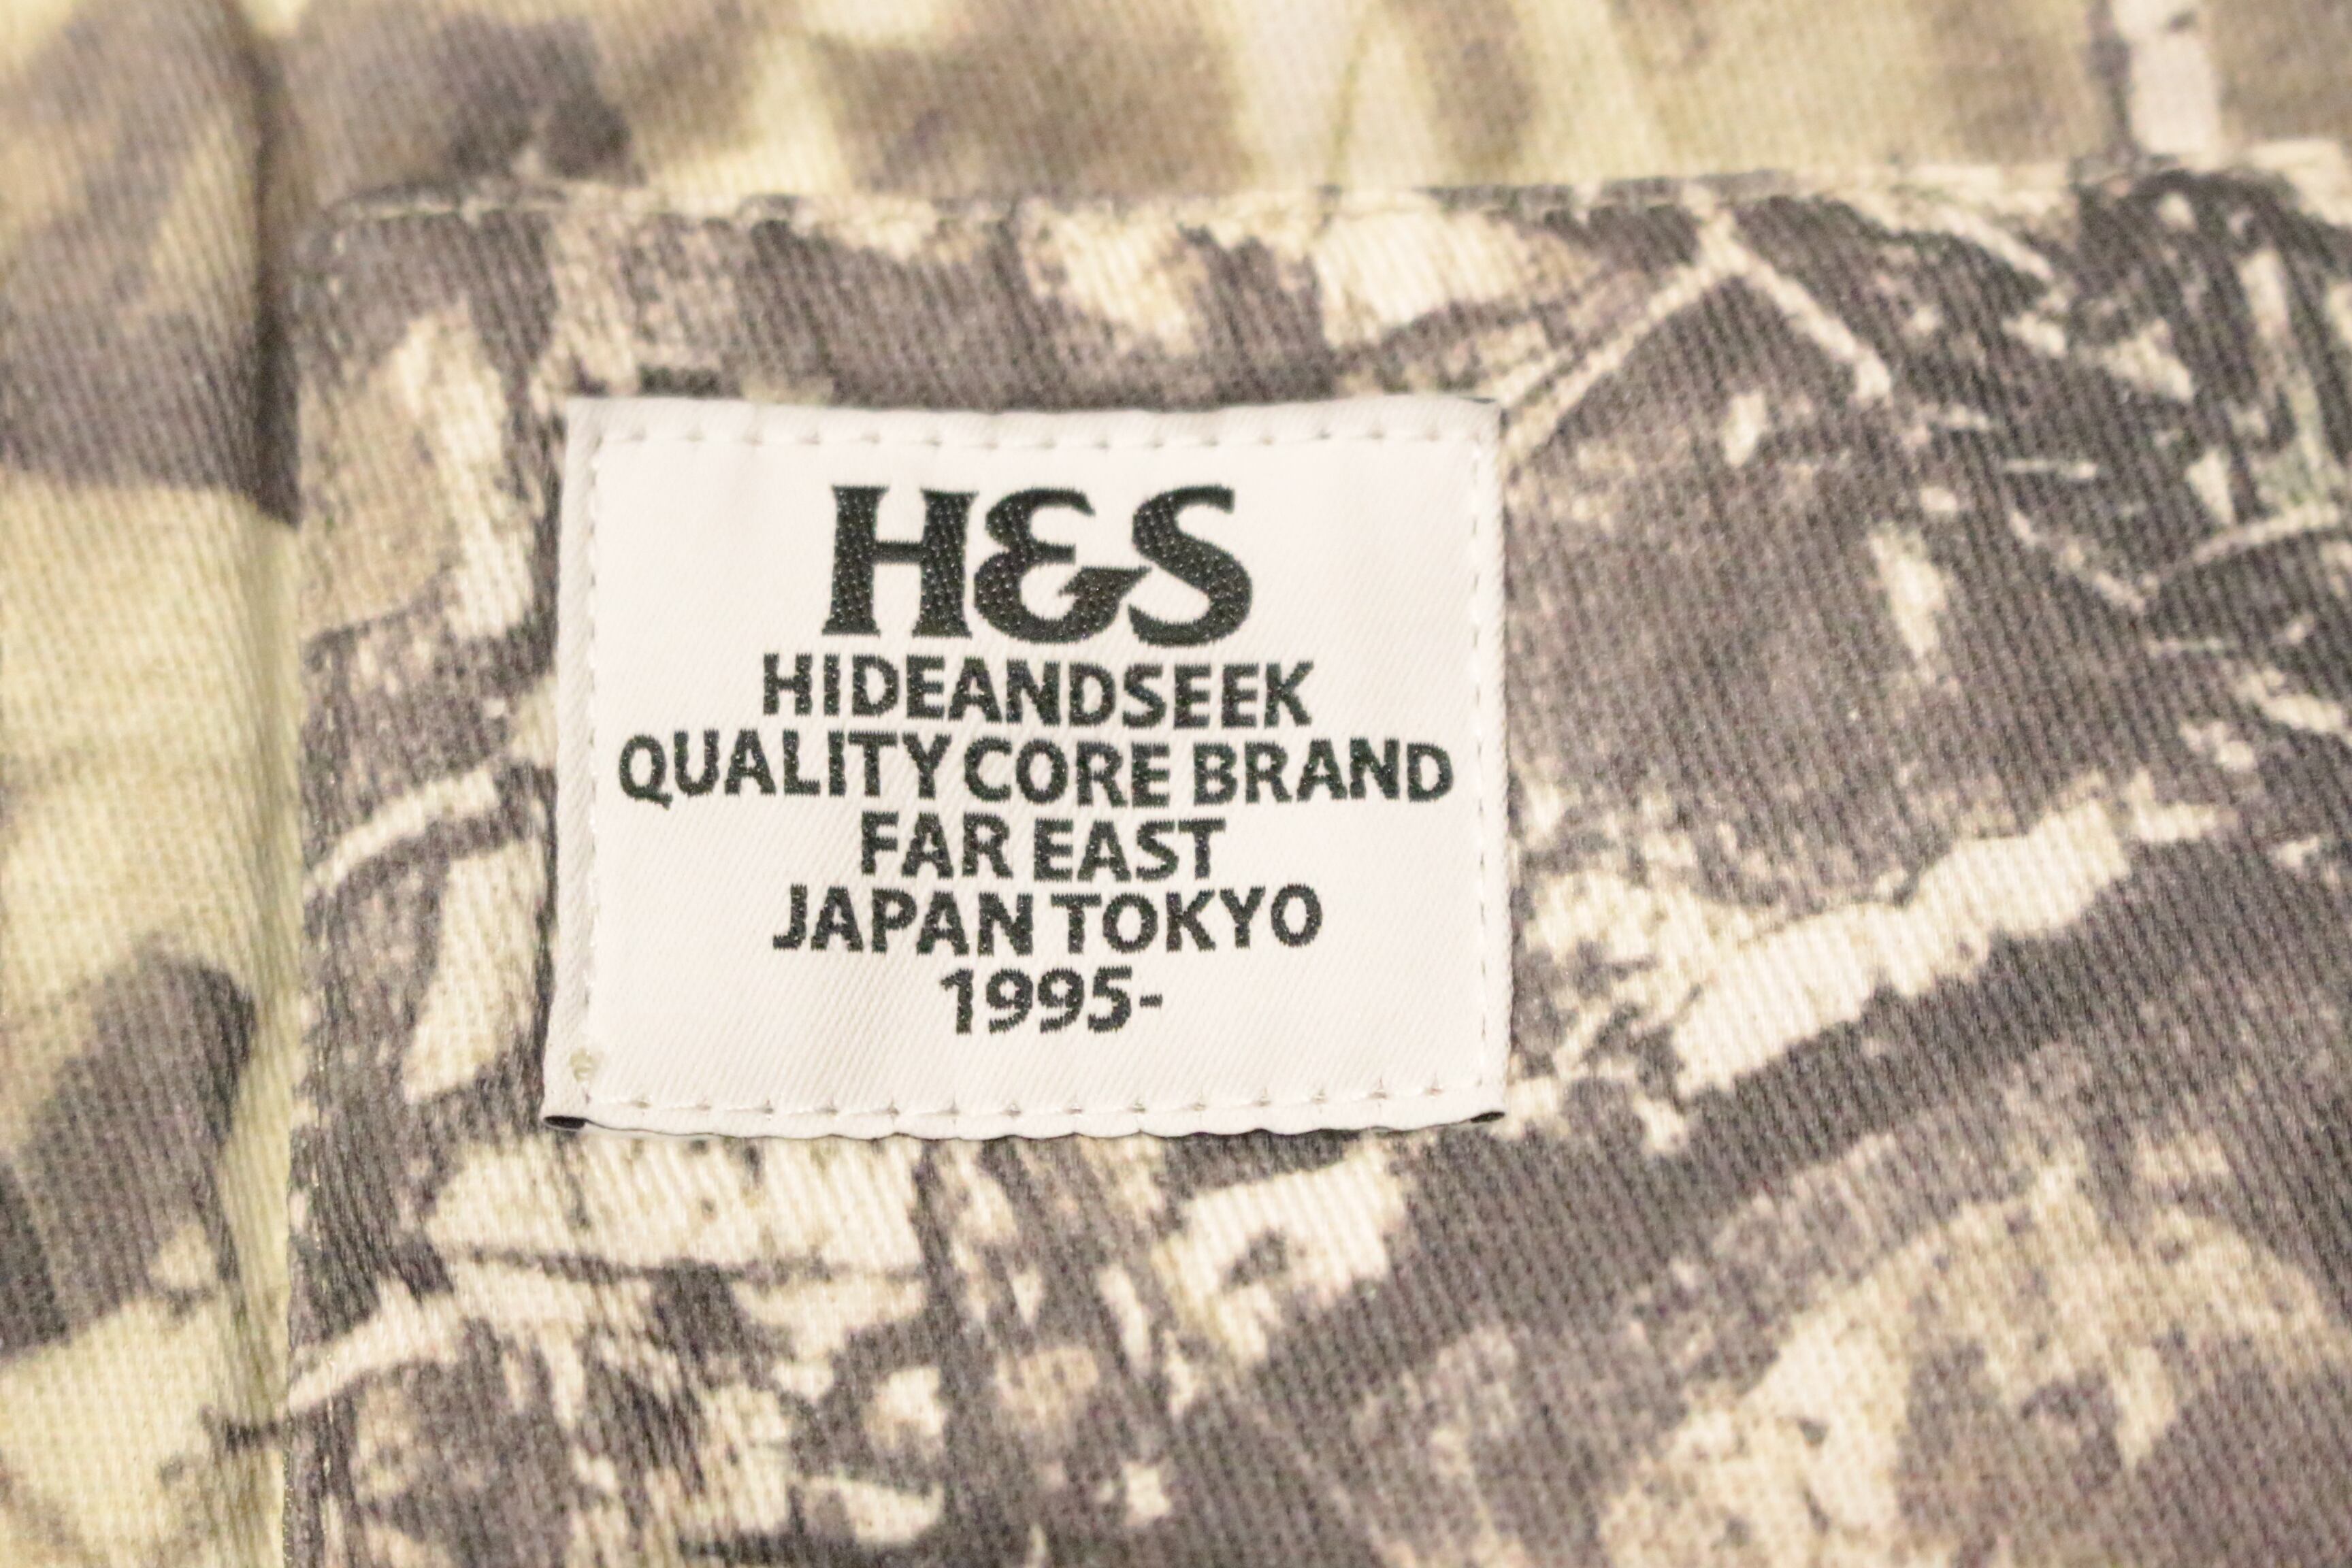 H&S
HIDEANDSEEK
QUALITY CORE BRAND
FAR EAST
JAPAN TOKYO
1995-